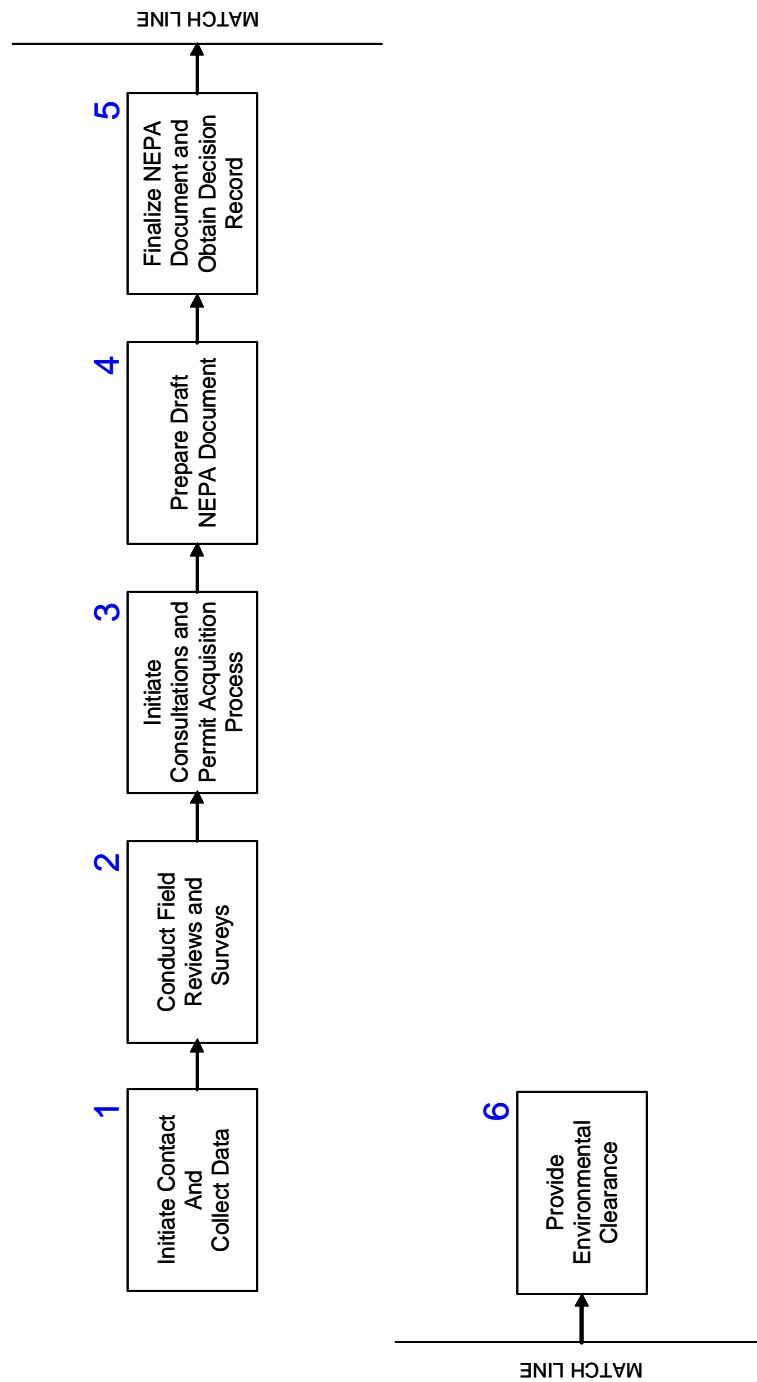 1
Initiate Contact
And
Collect Data
2
Conduct Field
Reviews and
Surveys
3
Initiate
Consultations and
Permit Acquisition
Process
4
Prepare Draft
NEPA Document
5
Finalize NEPA
Document and
Obtain Decision
Record
MATCH LINE
MATCH LINE
6
Provide
Environmental
Clearance